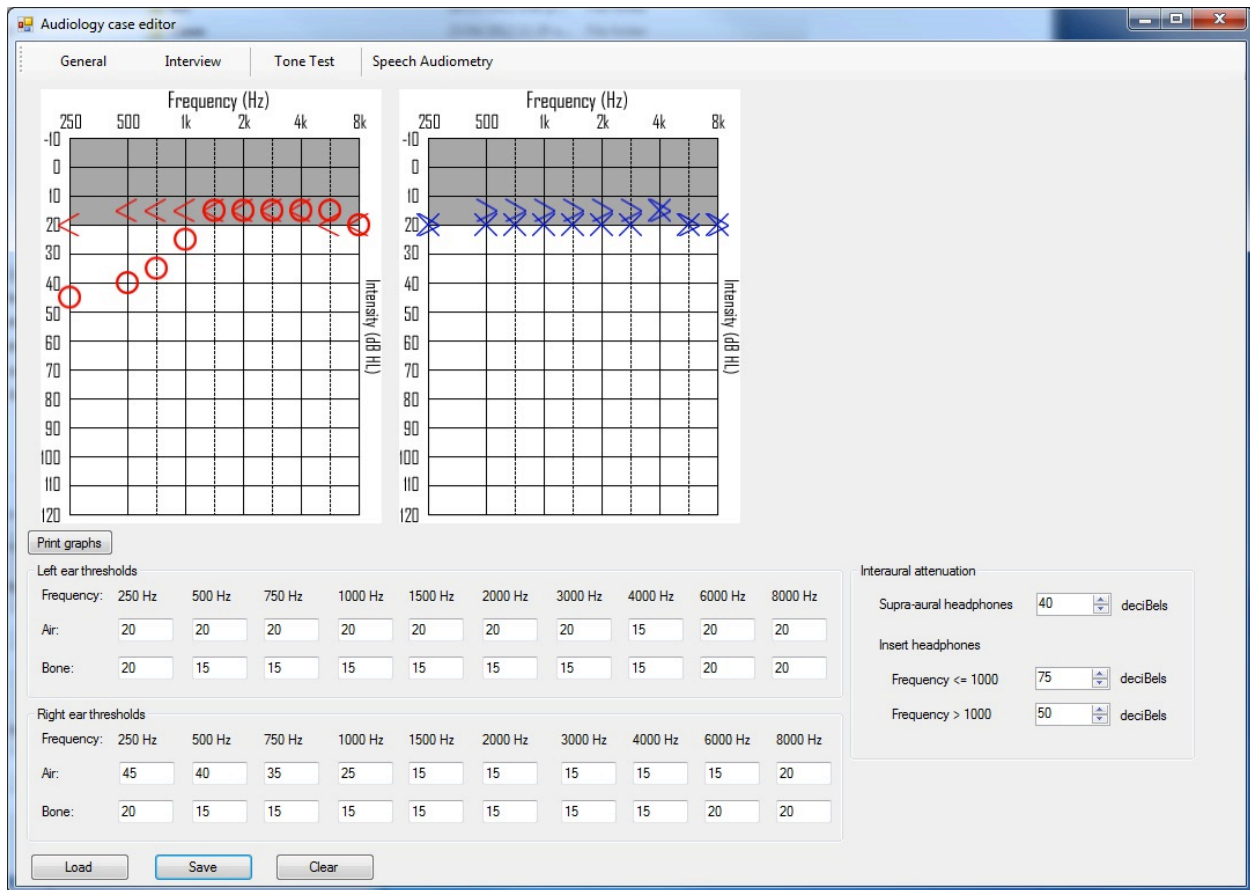 Audiology case editor
General Interview Tone Test Speech Audiometry
Frequency (Hz)
250 500 1k 2k 4k 8k
-10
0
10
20
30
40
50
60
70
80
90
100
110
120
Intensity (dB HL)
Frequency (Hz)
250 500 1k 2k 4k 8k
-10
0
10
20
30
40
50
60
70
80
90
100
110
120
Intensity (dB HL)
Print graphs
Left ear thresholds
Frequency: 250 Hz 500 Hz 750 Hz 1000 Hz 1500 Hz 2000 Hz 3000 Hz 4000 Hz 6000 Hz 8000 Hz
Air: 20 20 20 20 20 20 20 15 20 20
Bone: 20 15 15 15 15 15 15 15 20 20
Right ear thresholds
Frequency: 250 Hz 500 Hz 750 Hz 1000 Hz 1500 Hz 2000 Hz 3000 Hz 4000 Hz 6000 Hz 8000 Hz
Air: 45 40 35 25 15 15 15 15 15 20
Bone: 20 15 15 15 15 15 15 15 20 20
Interaural attenuation
Supra-aural headphones 40 deciBels
Insert headphones
Frequency <= 1000 75 deciBels
Frequency > 1000 50 deciBels
Load Save Clear